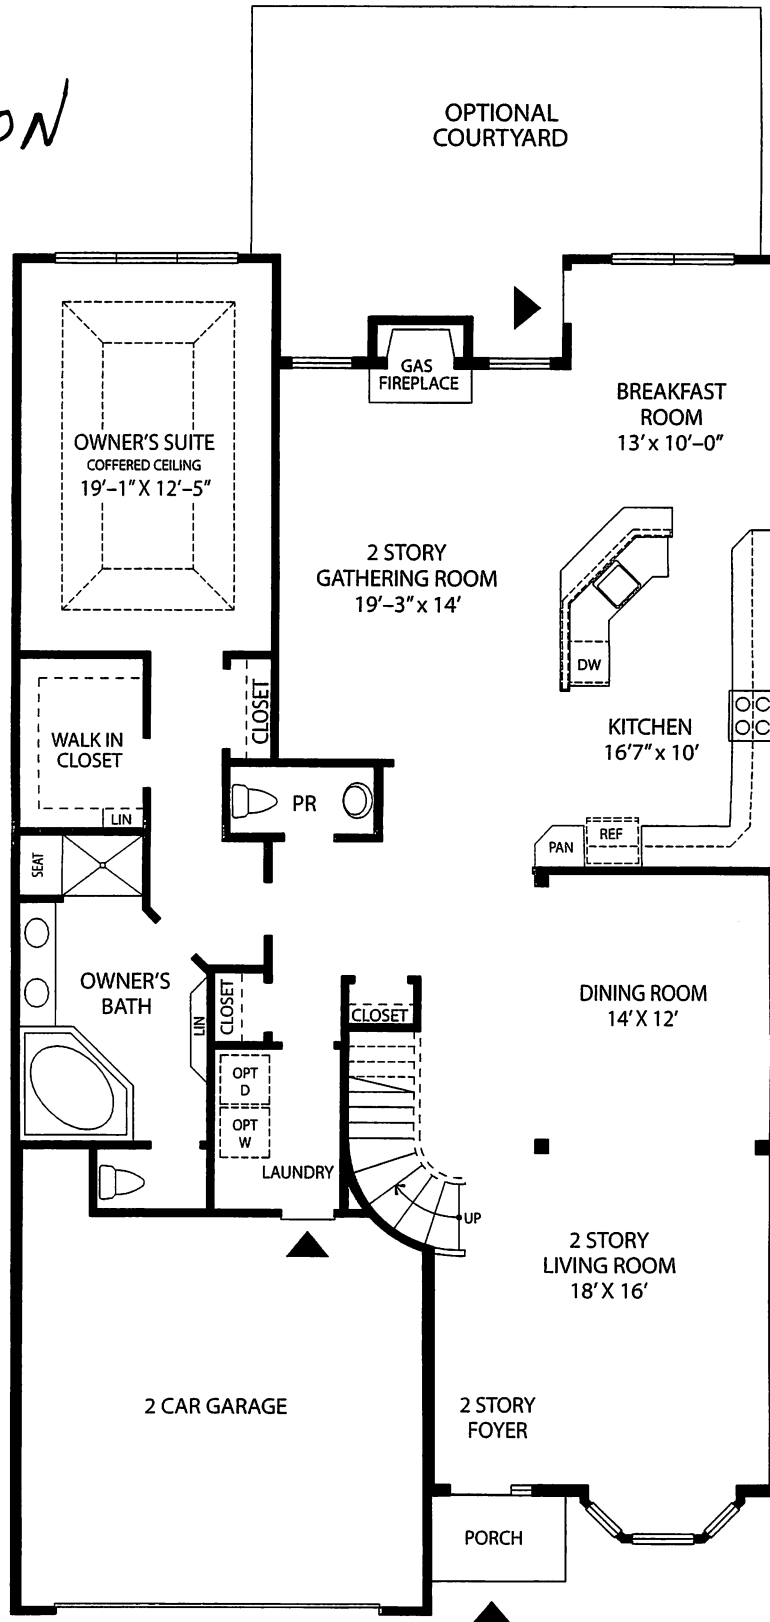 ON
OPTIONAL
COURTYARD
GAS
FIREPLACE
BREAKFAST
ROOM
13' x 10'–0"
OWNER'S SUITE
COFFERED CEILING
19'–1" X 12'–5"
2 STORY
GATHERING ROOM
19'–3" x 14'
DW
KITCHEN
16'7" x 10'
CLOSET
WALK IN
CLOSET
LIN
PR
PAN
REF
SEAT
OWNER'S
BATH
LIN
CLOSET
CLOSET
DINING ROOM
14' X 12'
OPT
D
OPT
W
LAUNDRY
UP
2 STORY
LIVING ROOM
18' X 16'
2 CAR GARAGE
2 STORY
FOYER
PORCH